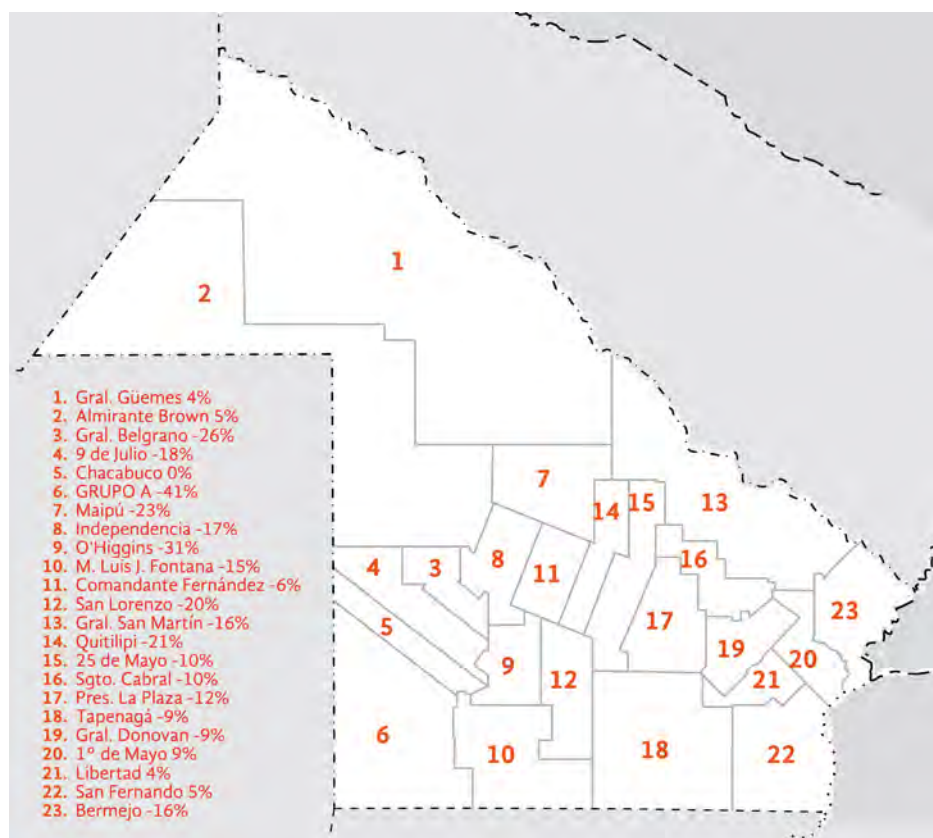 1
2
7
15
13
14
16
4
3
8
11
5
17
23
19
20
9
12
21
6
10
18
22
1. Gral. Güemes 4%
2. Almirante Brown 5%
3. Gral. Belgrano -26%
4. 9 de Julio -18%
5. Chacabuco 0%
6. GRUPO A -41%
7. Maipú -23%
8. Independencia -17%
9. O'Higgins -31%
10. M. Luis J. Fontana -15%
11. Comandante Fernández -6%
12. San Lorenzo -20%
13. Gral. San Martín -16%
14. Quitilipi -21%
15. 25 de Mayo -10%
16. Sgto. Cabral -10%
17. Pres. La Plaza -12%
18. Tapenagá -9%
19. Gral. Donovan -9%
20. 1º de Mayo 9%
21. Libertad 4%
22. San Fernando 5%
23. Bermejo -16%